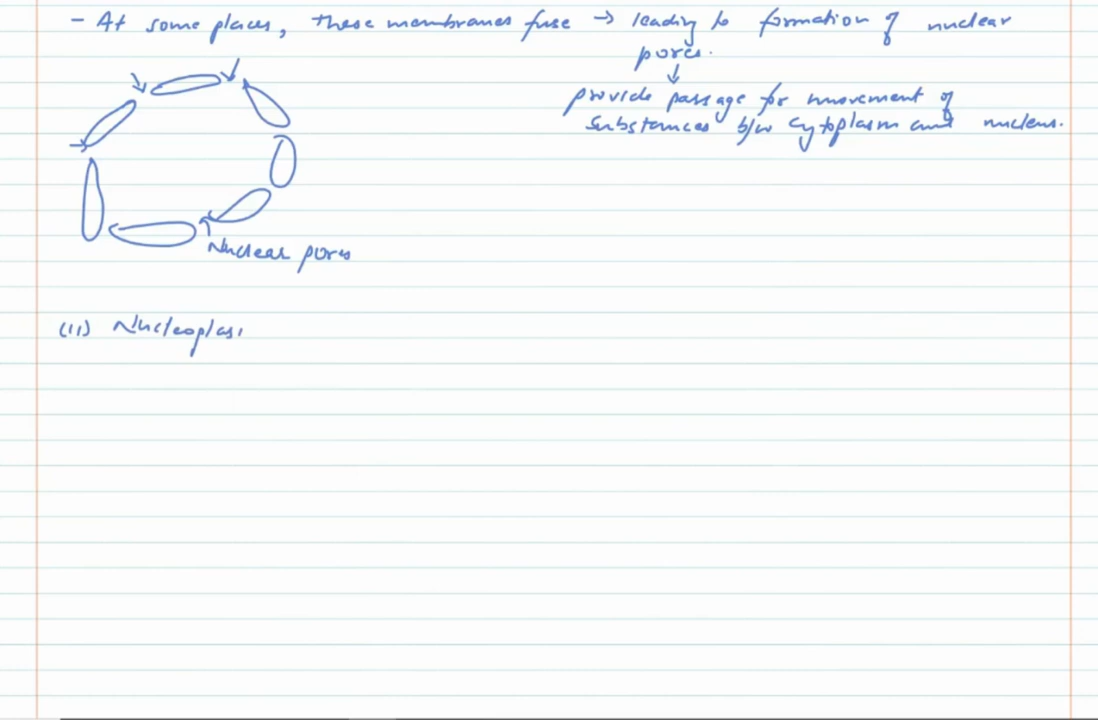 - At some places, these membranes fuse → leading to formation of nuclear
pores.
↓
provide passage for movement of
substances b/w cytoplasm and nucleus.
Nuclear pores
(ii) Nucleoplas